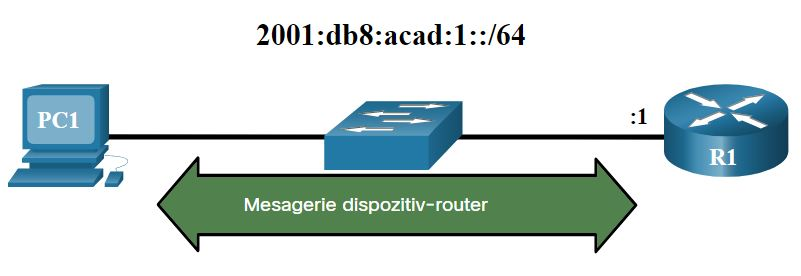 2001:db8:acad:1::/64
PC1
:1
R1
Mesagerie dispozitiv-router